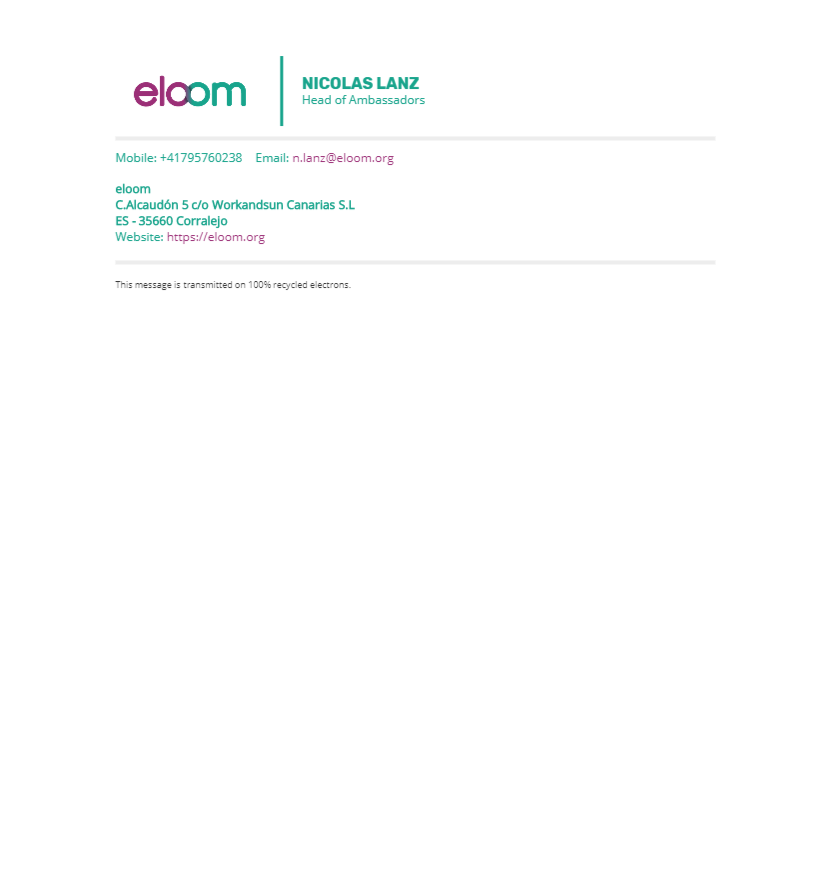 eloom
NICOLAS LANZ
Head of Ambassadors
Mobile: +41795760238 Email: n.lanz@eloom.org
eloom
C.Alcaudón 5 c/o Workandsun Canarias S.L
ES - 35660 Corralejo
Website: https://eloom.org
This message is transmitted on 100% recycled electrons.